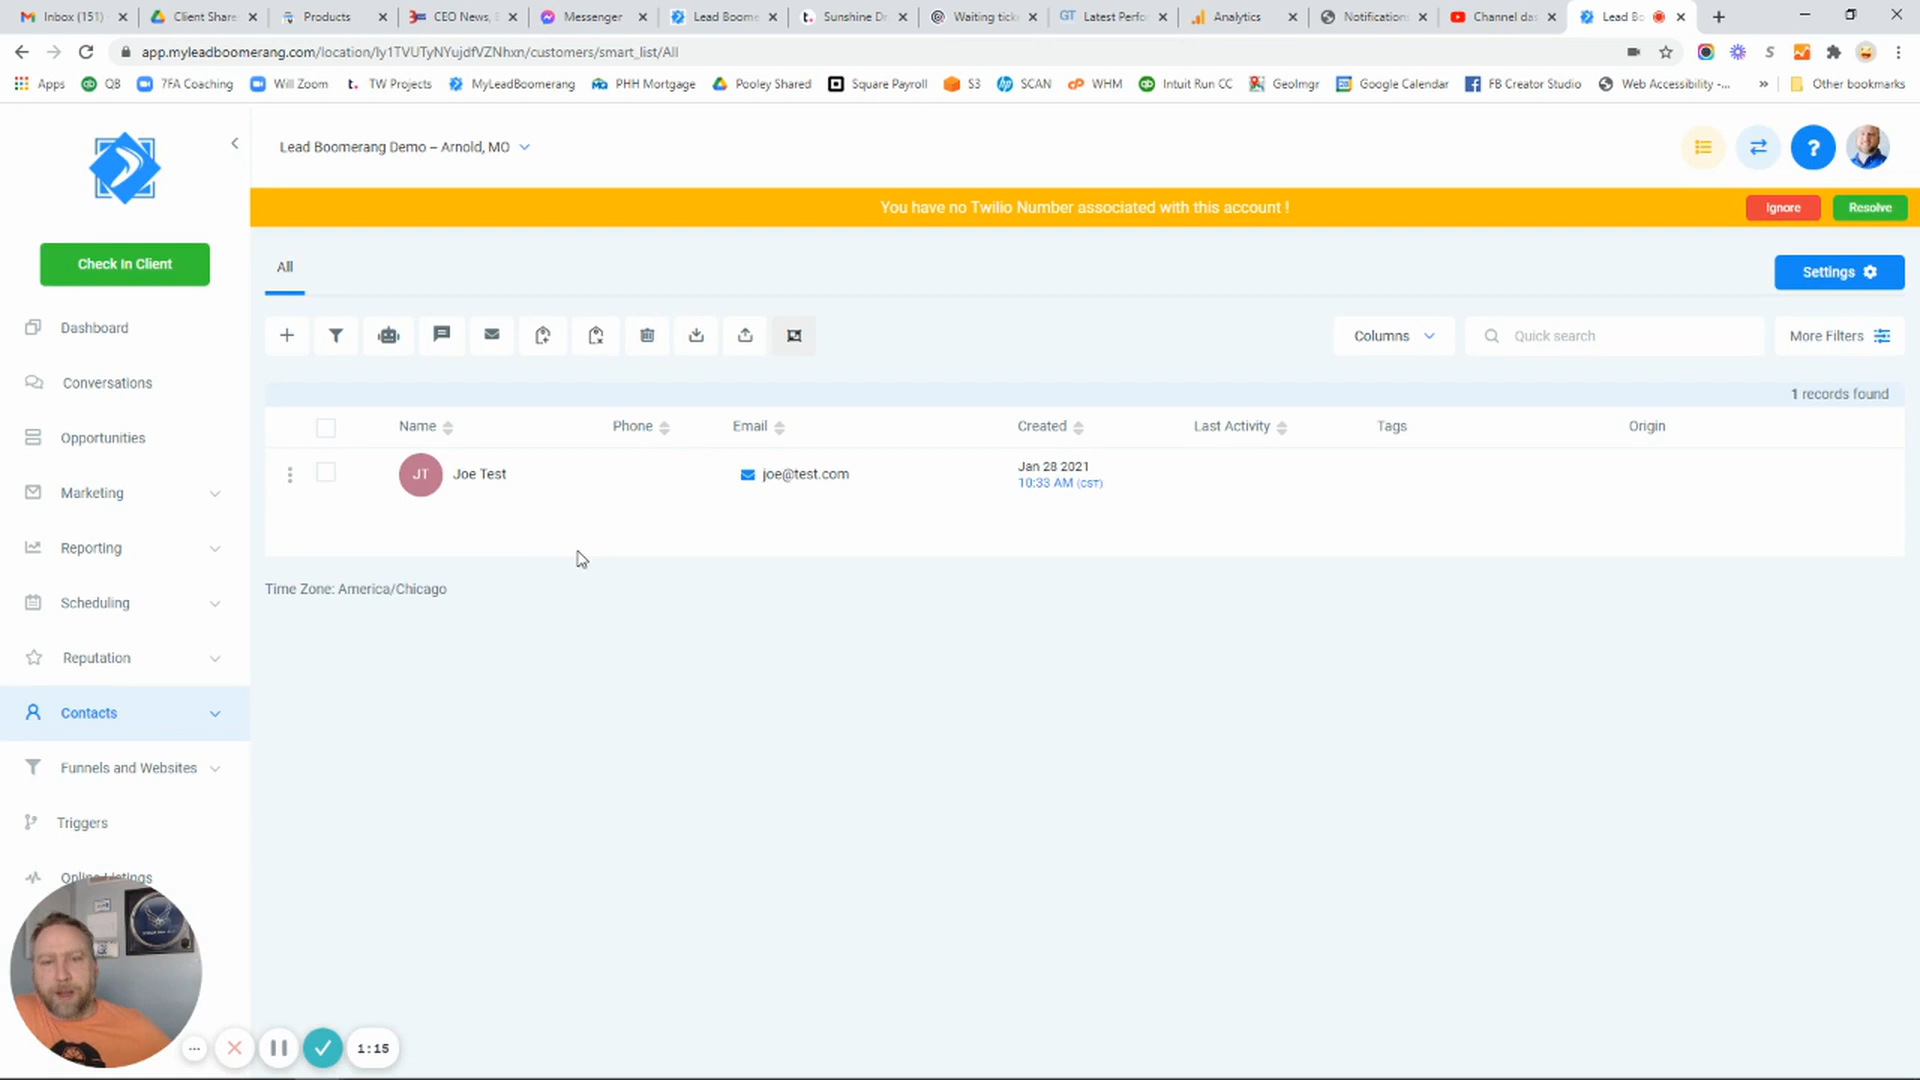 Inbox (151)
Client Share
Products
CEO News, E
Messenger
Lead Boome
Sunshine Dr
Waiting tick
GT Latest Perfo
Analytics
Notification
Channel das
Lead Bo
app.myleadboomerang.com/location/ly1TVUTyNYujdfVZNhxn/customers/smart_list/All
Apps
QB
7FA Coaching
Will Zoom
TW Projects
MyLeadBoomerang
PHH Mortgage
Pooley Shared
Square Payroll
S3
SCAN
WHM
Intuit Run CC
GeoImgr
Google Calendar
FB Creator Studio
Web Accessibility -...
»
Other bookmarks
Lead Boomerang Demo – Arnold, MO
?
You have no Twilio Number associated with this account !
Ignore
Resolve
Check In Client
All
Settings
Columns
Quick search
More Filters
1 records found
Name
Phone
Email
Created
Last Activity
Tags
Origin
JT
Joe Test
joe@test.com
Jan 28 2021
10:33 AM (CST)
Time Zone: America/Chicago
Dashboard
Conversations
Opportunities
Marketing
Reporting
Scheduling
Reputation
Contacts
Funnels and Websites
Triggers
Online Listings
1:15